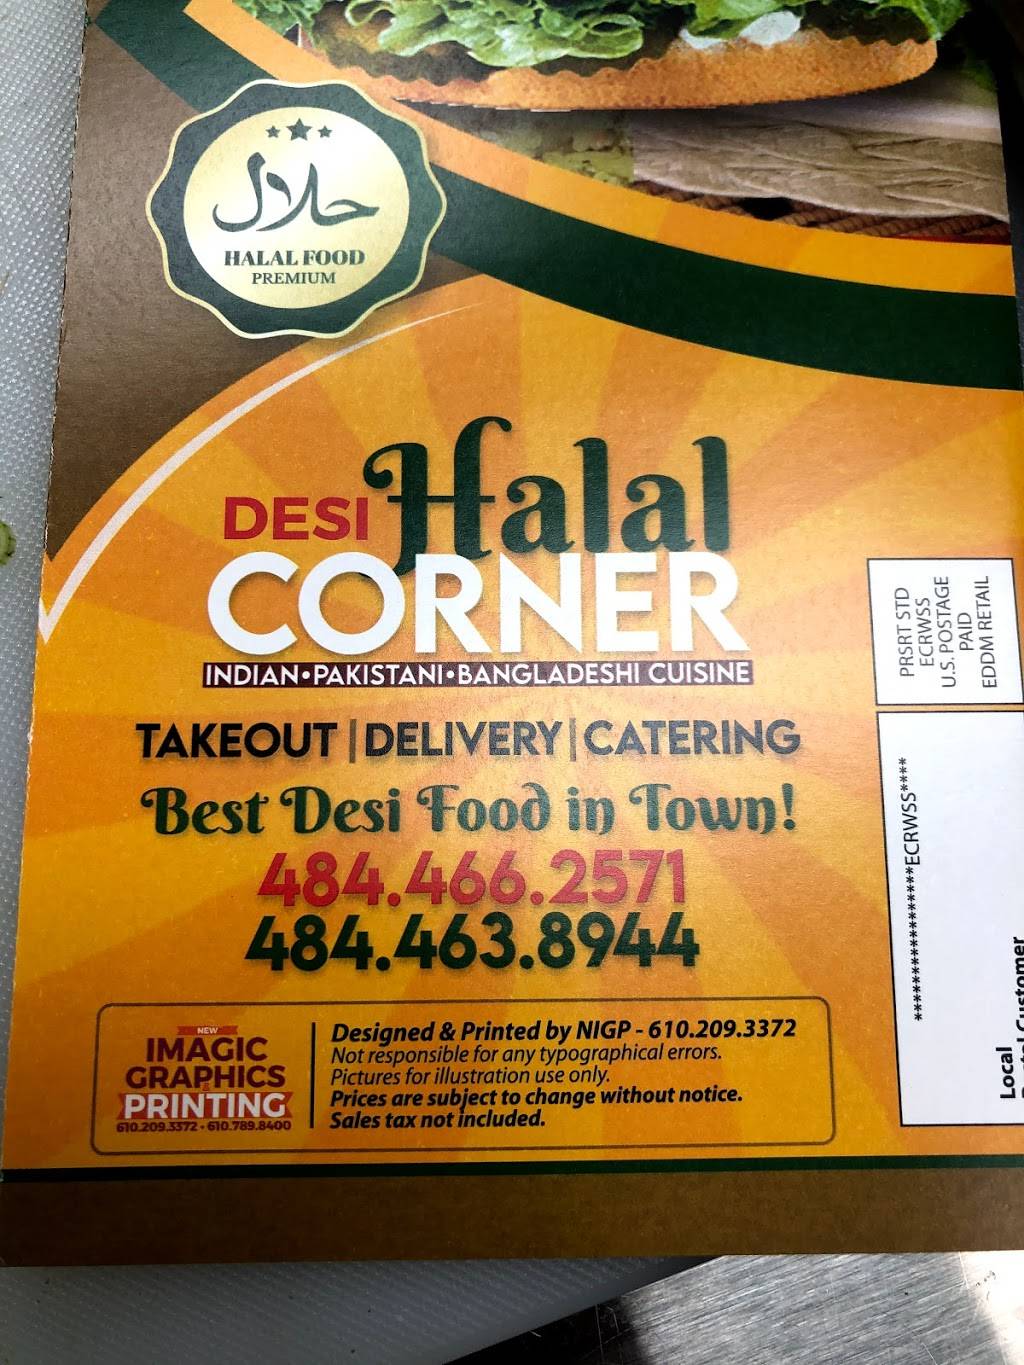 حلال
HALAL FOOD
PREMIUM
DESI Halal
CORNER
INDIAN•PAKISTANI•BANGLADESHI CUISINE
TAKEOUT | DELIVERY | CATERING
Best Desi Food in Town!
484.466.2571
484.463.8944
NEW
IMAGIC
GRAPHICS
&
PRINTING
610.209.3372 • 610.789.8400
Designed & Printed by NIGP - 610.209.3372
Not responsible for any typographical errors.
Pictures for illustration use only.
Prices are subject to change without notice.
Sales tax not included.
PRSRT STD
ECRWSS
U.S. POSTAGE
PAID
EDDM RETAIL
*****************ECRWSS****
Local
Customer